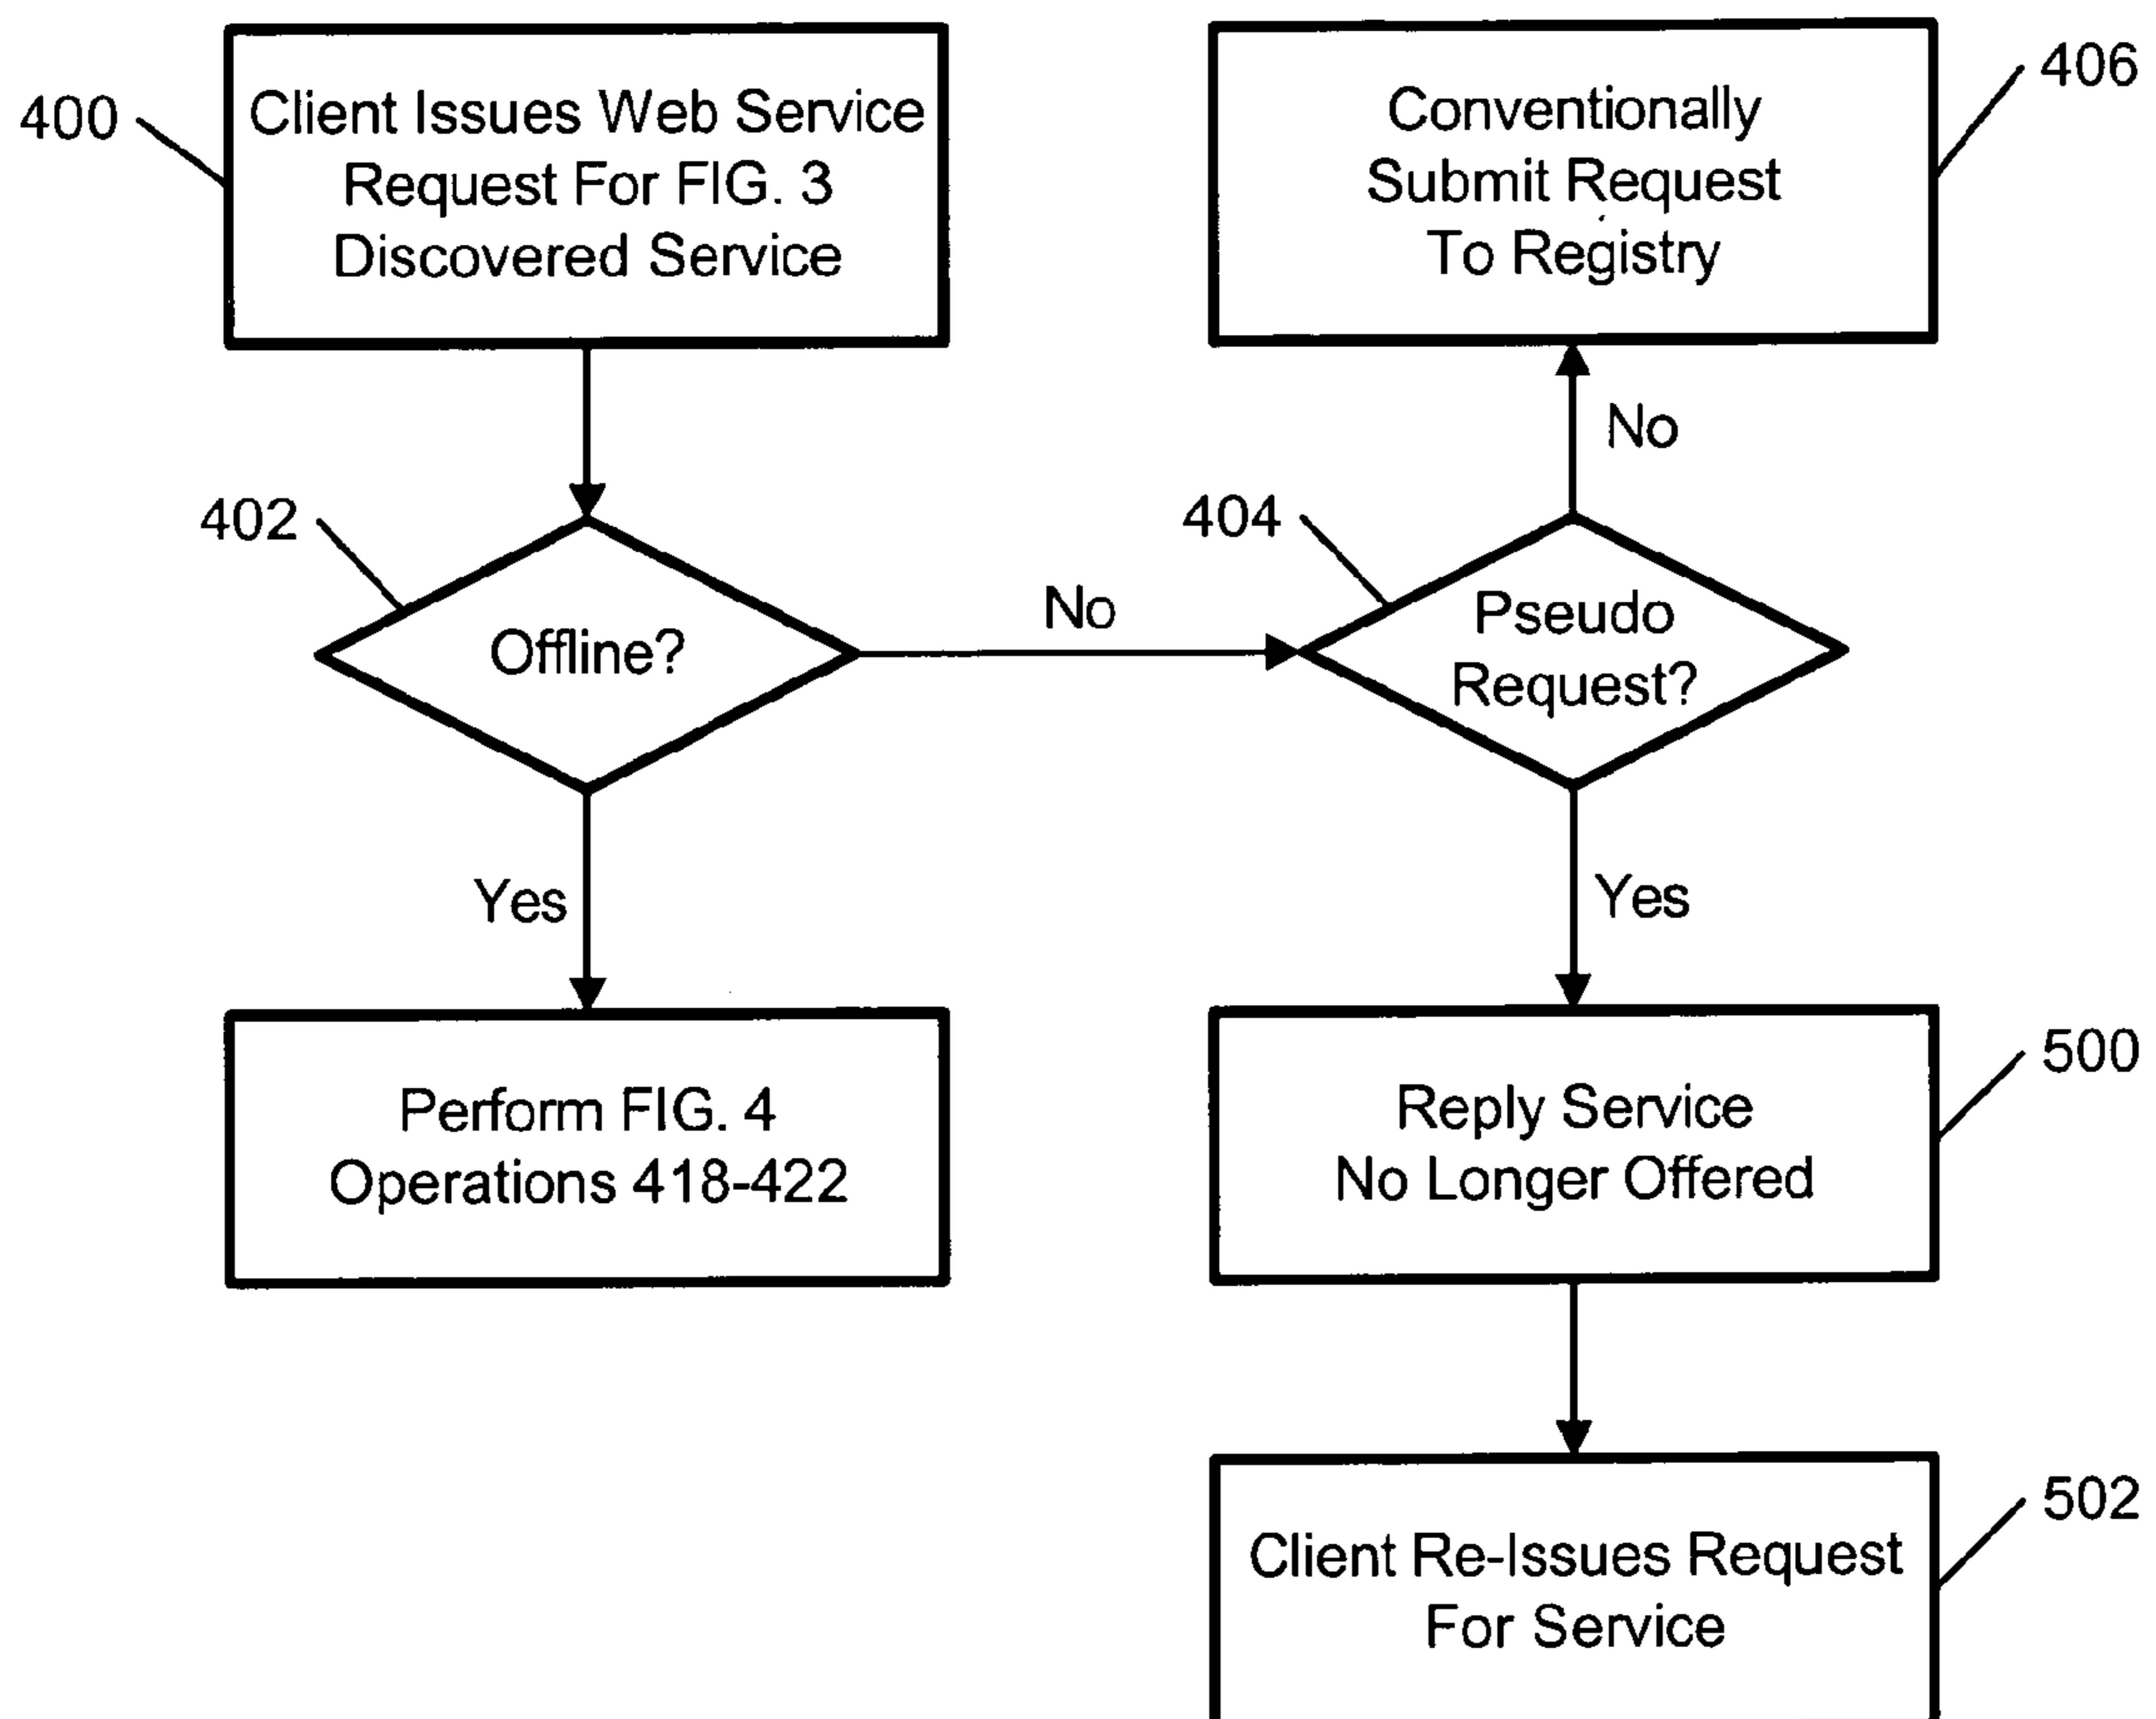 400
Client Issues Web Service
Request For FIG. 3
Discovered Service
406
Conventionally
Submit Request
To Registry
No
402
Offline?
No
404
Pseudo
Request?
Yes
Yes
Perform FIG. 4
Operations 418-422
500
Reply Service
No Longer Offered
502
Client Re-Issues Request
For Service